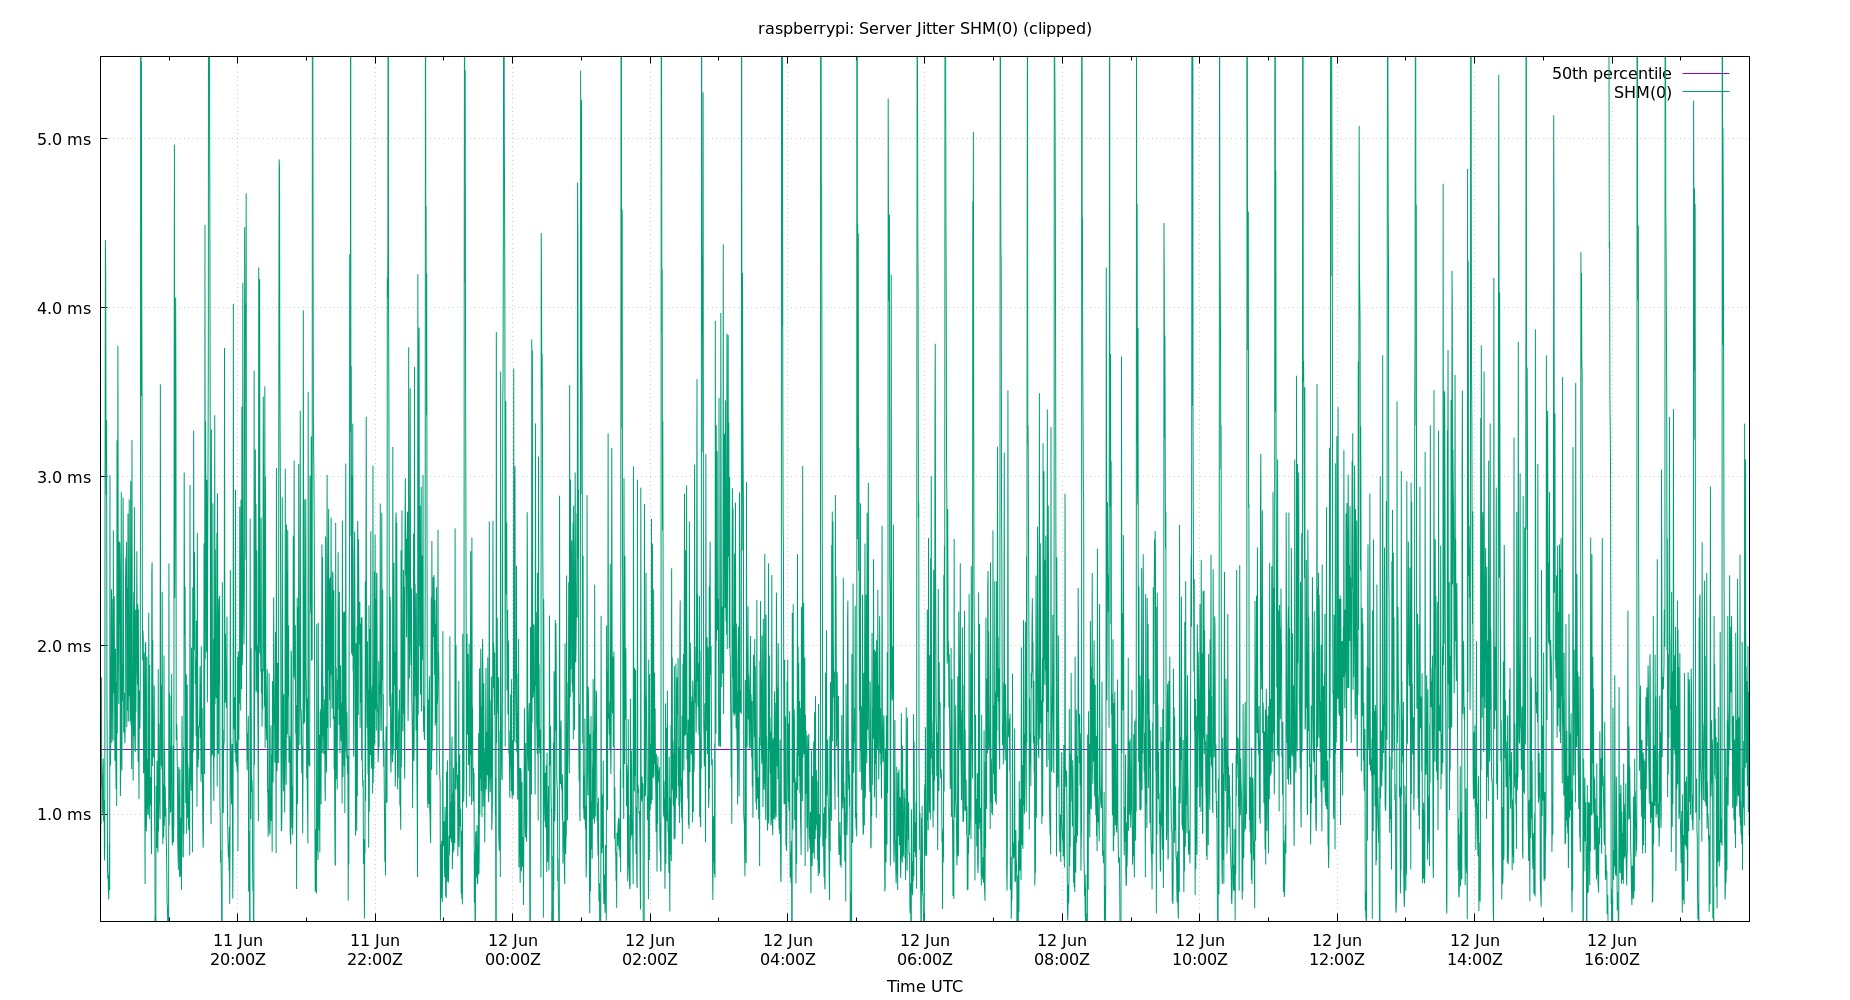 raspberrypi: Server Jitter SHM(0) (clipped)
50th percentile
SHM(0)
5.0 ms
4.0 ms
3.0 ms
2.0 ms
1.0 ms
11 Jun 11 Jun 12 Jun 12 Jun 12 Jun 12 Jun 12 Jun 12 Jun 12 Jun 12 Jun 12 Jun
20:00Z 22:00Z 00:00Z 02:00Z 04:00Z 06:00Z 08:00Z 10:00Z 12:00Z 14:00Z 16:00Z
Time UTC